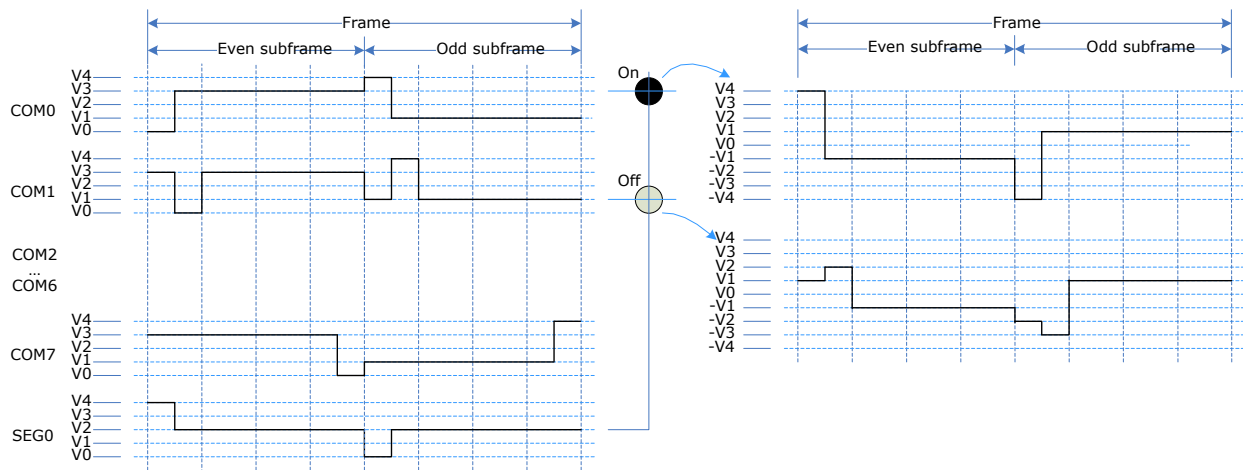 Frame
Even subframe
Odd subframe
COM0
V4
V3
V2
V1
V0
COM1
V4
V3
V2
V1
V0
COM2
...
COM6
COM7
V4
V3
V2
V1
V0
SEG0
V4
V3
V2
V1
V0
On
Off
Frame
Even subframe
Odd subframe
V4
V3
V2
V1
V0
-V1
-V2
-V3
-V4
V4
V3
V2
V1
V0
-V1
-V2
-V3
-V4